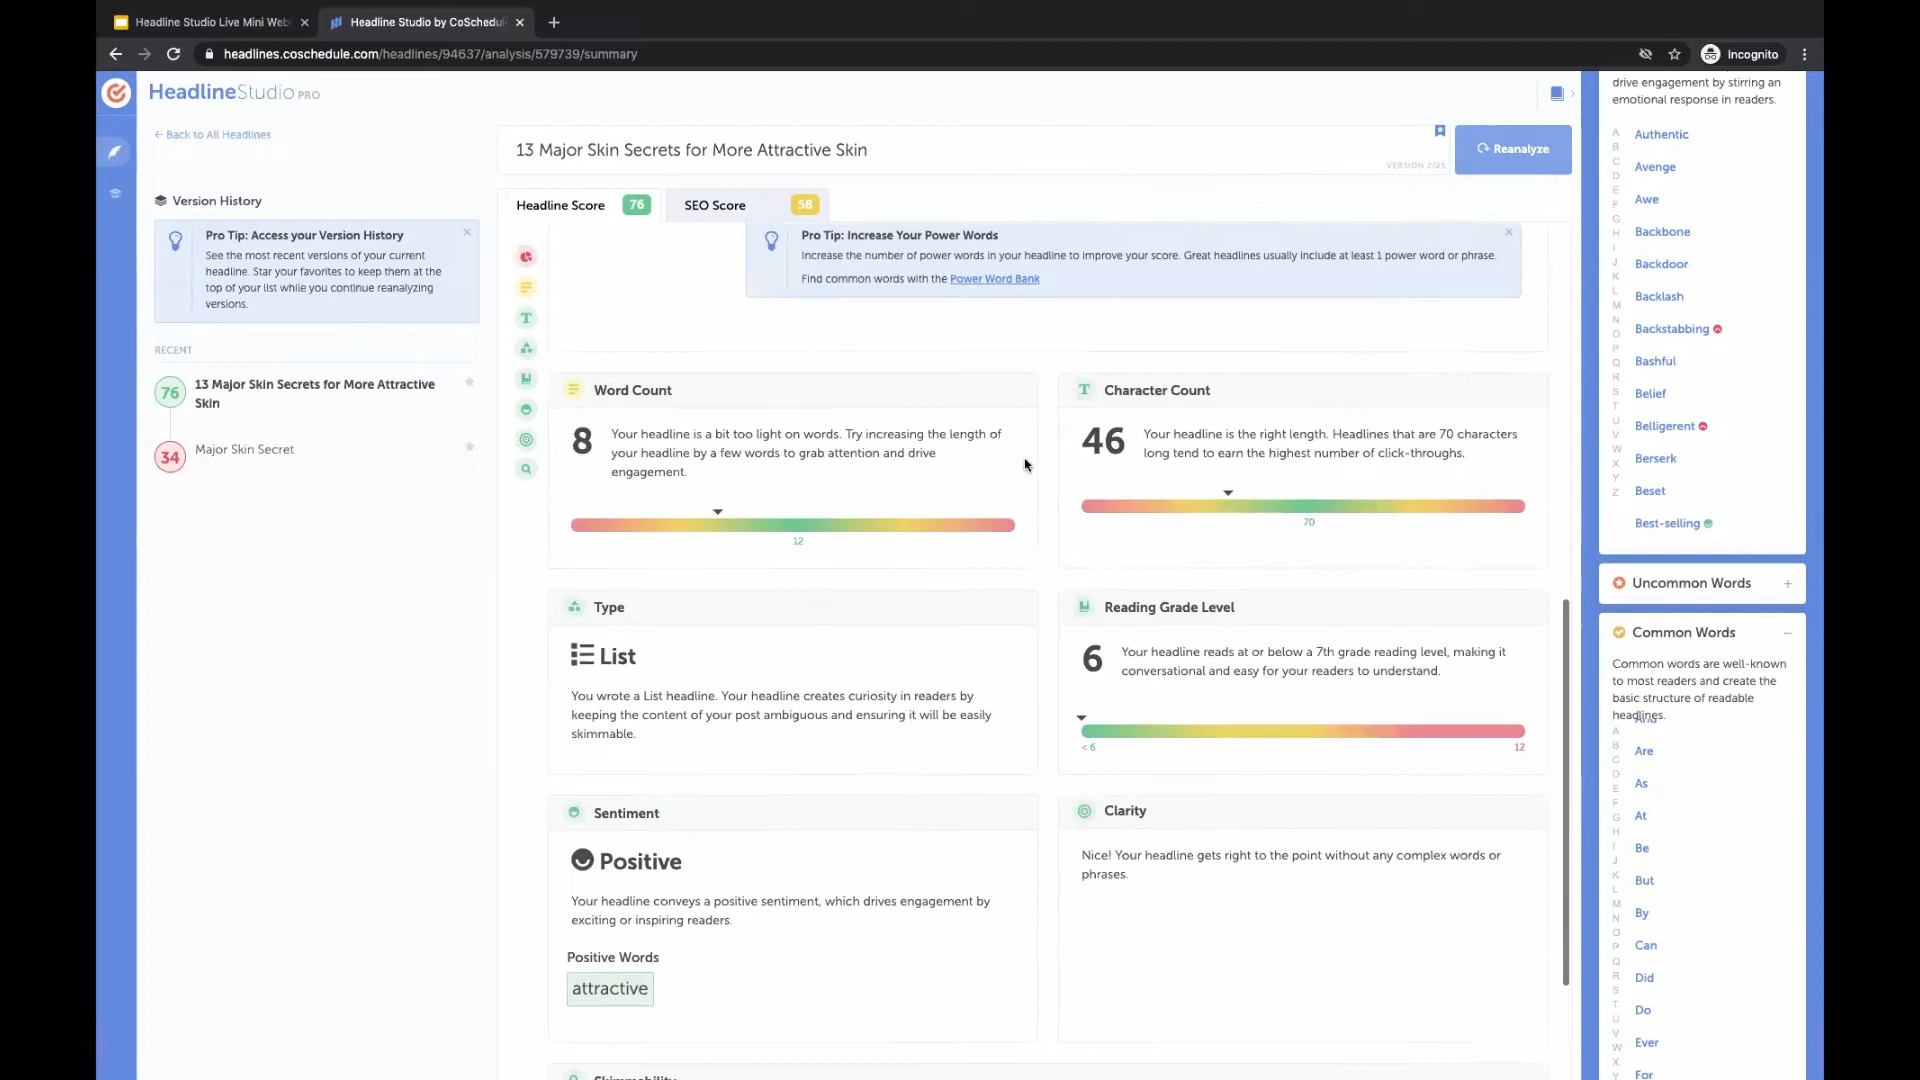 Headline Studio Live Mini Web
Headline Studio by CoSchedul
headlines.coschedule.com/headlines/94637/analysis/579739/summary
Incognito
HeadlineStudio PRO
← Back to All Headlines
13 Major Skin Secrets for More Attractive Skin
VERSION 2/25
Reanalyze
Version History
Pro Tip: Access your Version History
See the most recent versions of your current
headline. Star your favorites to keep them at the
top of your list while you continue reanalyzing
versions.
RECENT
76
13 Major Skin Secrets for More Attractive
Skin
34
Major Skin Secret
Headline Score 76
SEO Score 58
Pro Tip: Increase Your Power Words
Increase the number of power words in your headline to improve your score. Great headlines usually include at least 1 power word or phrase.
Find common words with the Power Word Bank
Word Count
8
Your headline is a bit too light on words. Try increasing the length of
your headline by a few words to grab attention and drive
engagement.
12
Character Count
46
Your headline is the right length. Headlines that are 70 characters
long tend to earn the highest number of click-throughs.
70
Type
List
You wrote a List headline. Your headline creates curiosity in readers by
keeping the content of your post ambiguous and ensuring it will be easily
skimmable.
Reading Grade Level
6
Your headline reads at or below a 7th grade reading level, making it
conversational and easy for your readers to understand.
< 6
12
Sentiment
Positive
Your headline conveys a positive sentiment, which drives engagement by
exciting or inspiring readers.
Positive Words
attractive
Clarity
Nice! Your headline gets right to the point without any complex words or
phrases.
Skimmability
drive engagement by stirring an
emotional response in readers.
A
B
C
D
E
F
G
H
I
J
K
L
M
N
O
P
Q
R
S
T
U
V
W
X
Y
Z
Authentic
Avenge
Awe
Backbone
Backdoor
Backlash
Backstabbing
Bashful
Belief
Belligerent
Berserk
Beset
Best-selling
Uncommon Words
Common Words
Common words are well-known
to most readers and create the
basic structure of readable
headlines.
And
A
B
C
D
E
F
G
H
I
J
K
L
M
N
O
P
Q
R
S
T
U
V
W
X
Y
Are
As
At
Be
But
By
Can
Did
Do
Ever
For